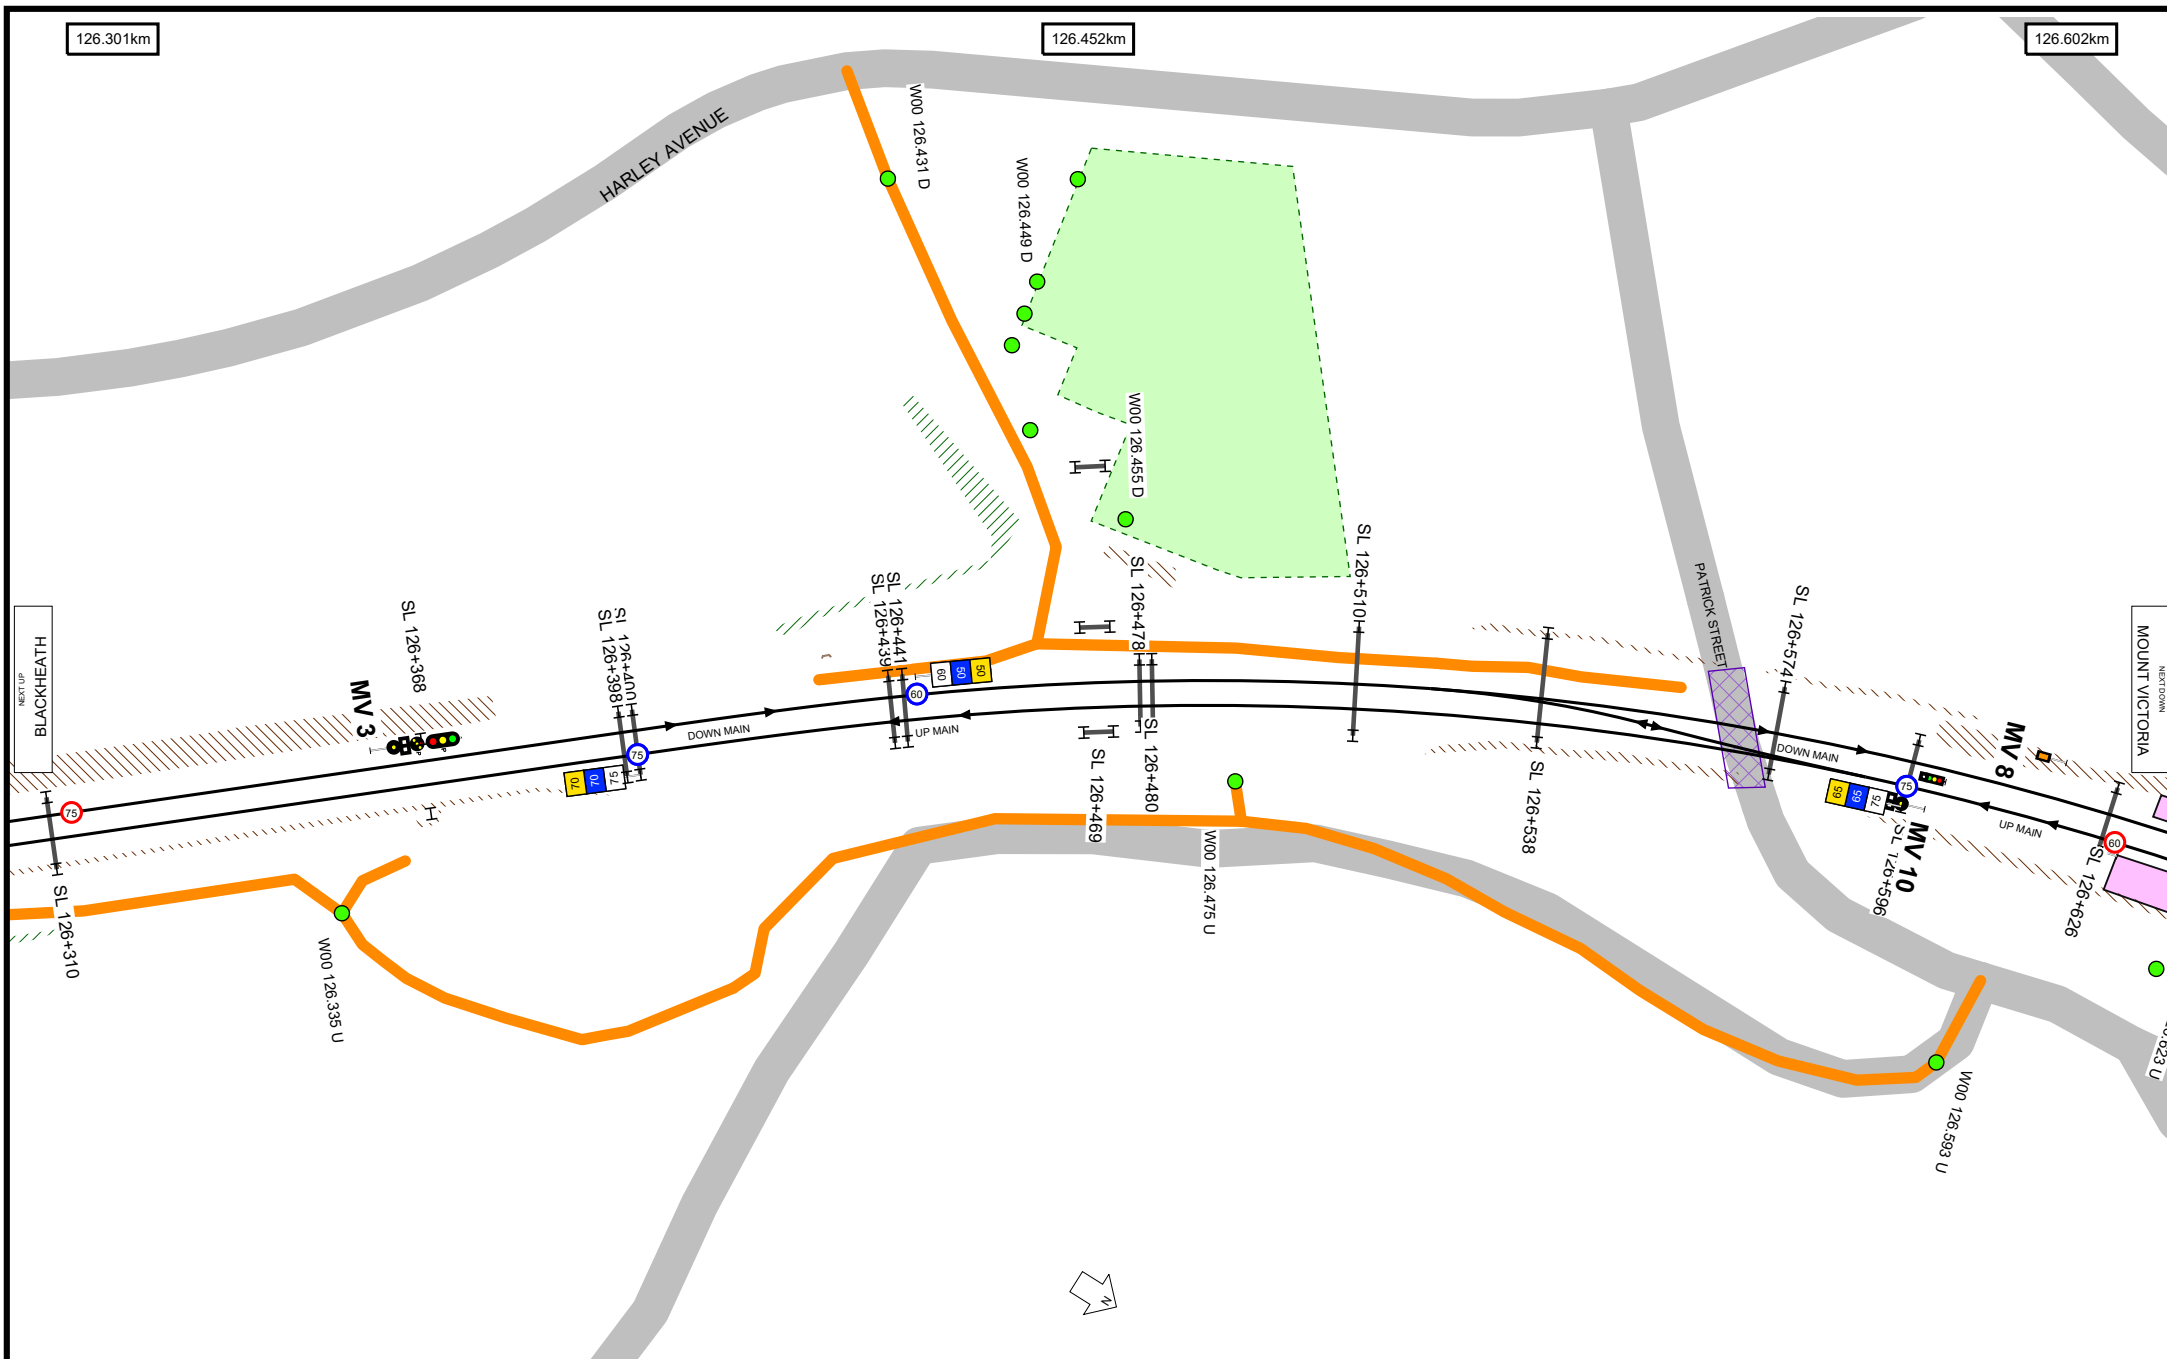 126.301km
126.452km
126.602km
HARLEY AVENUE
W00 126.431 D
W00 126.449 D
W00 126.455 D
PATRICK STREET
NEXT UP
BLACKHEATH
MV 3
SL 126+368
SL 126+398
SL 126+400
SL 126+439
SL 126+441
SL 126+478
SL 126+510
SL 126+574
60
50
50
60
DOWN MAIN
UP MAIN
75
70
70
75
75
SL 126+310
W00 126.335 U
SL 126+469
SL 126+480
W00 126.475 U
SL 126+538
DOWN MAIN
UP MAIN
65
65
75
75
MV 8
MV 10
SL 126+596
60
SL 126+626
NEXT DOWN
MOUNT VICTORIA
W00 126.593 U
N